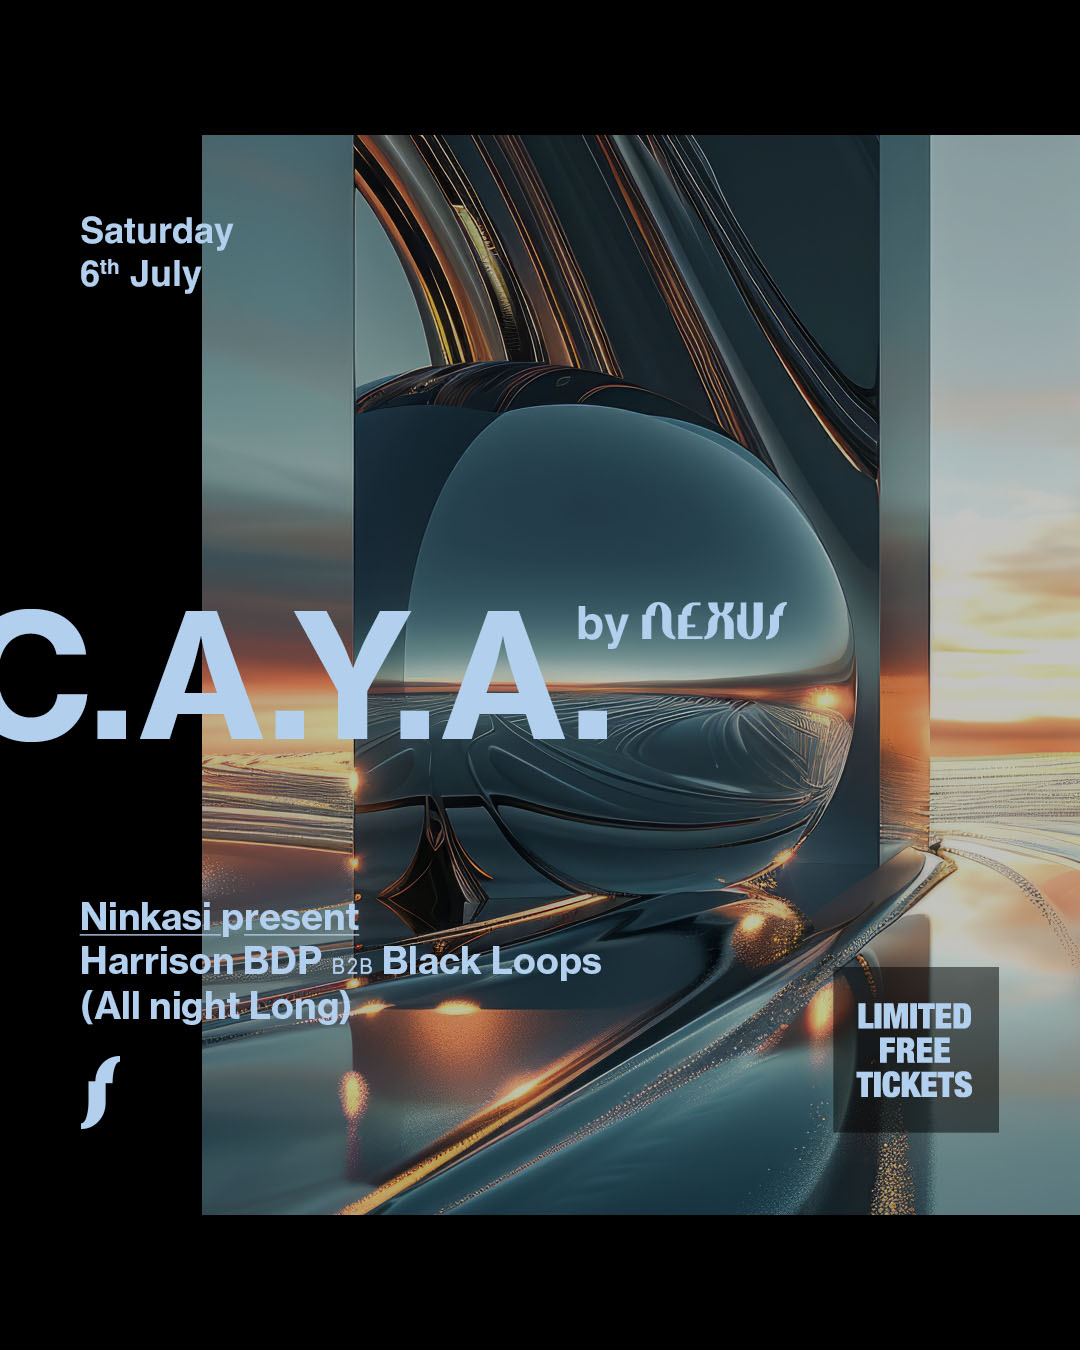 Saturday
6th July
C.A.Y.A. by NEXUS
Ninkasi present
Harrison BDP B2B Black Loops
(All night Long)
LIMITED
FREE
TICKETS